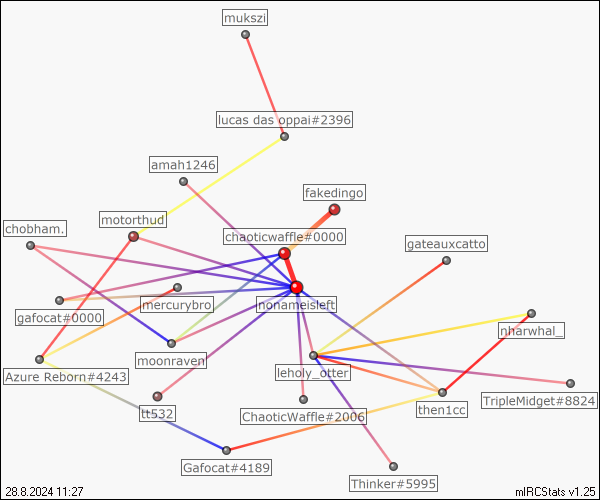 mukszi
lucas das oppai#2396
amah1246
fakedingo
motorthud
chobham.
chaoticwaffle#0000
gateauxcatto
mercurybro
nonameisleft
gafocat#0000
nharwhal_
moonraven
leholy_otter
Azure Reborn#4243
TripleMidget#8824
tt532
ChaoticWaffle#2006
then1cc
Gafocat#4189
Thinker#5995
28.8.2024 11:27
mIRCStats v1.25